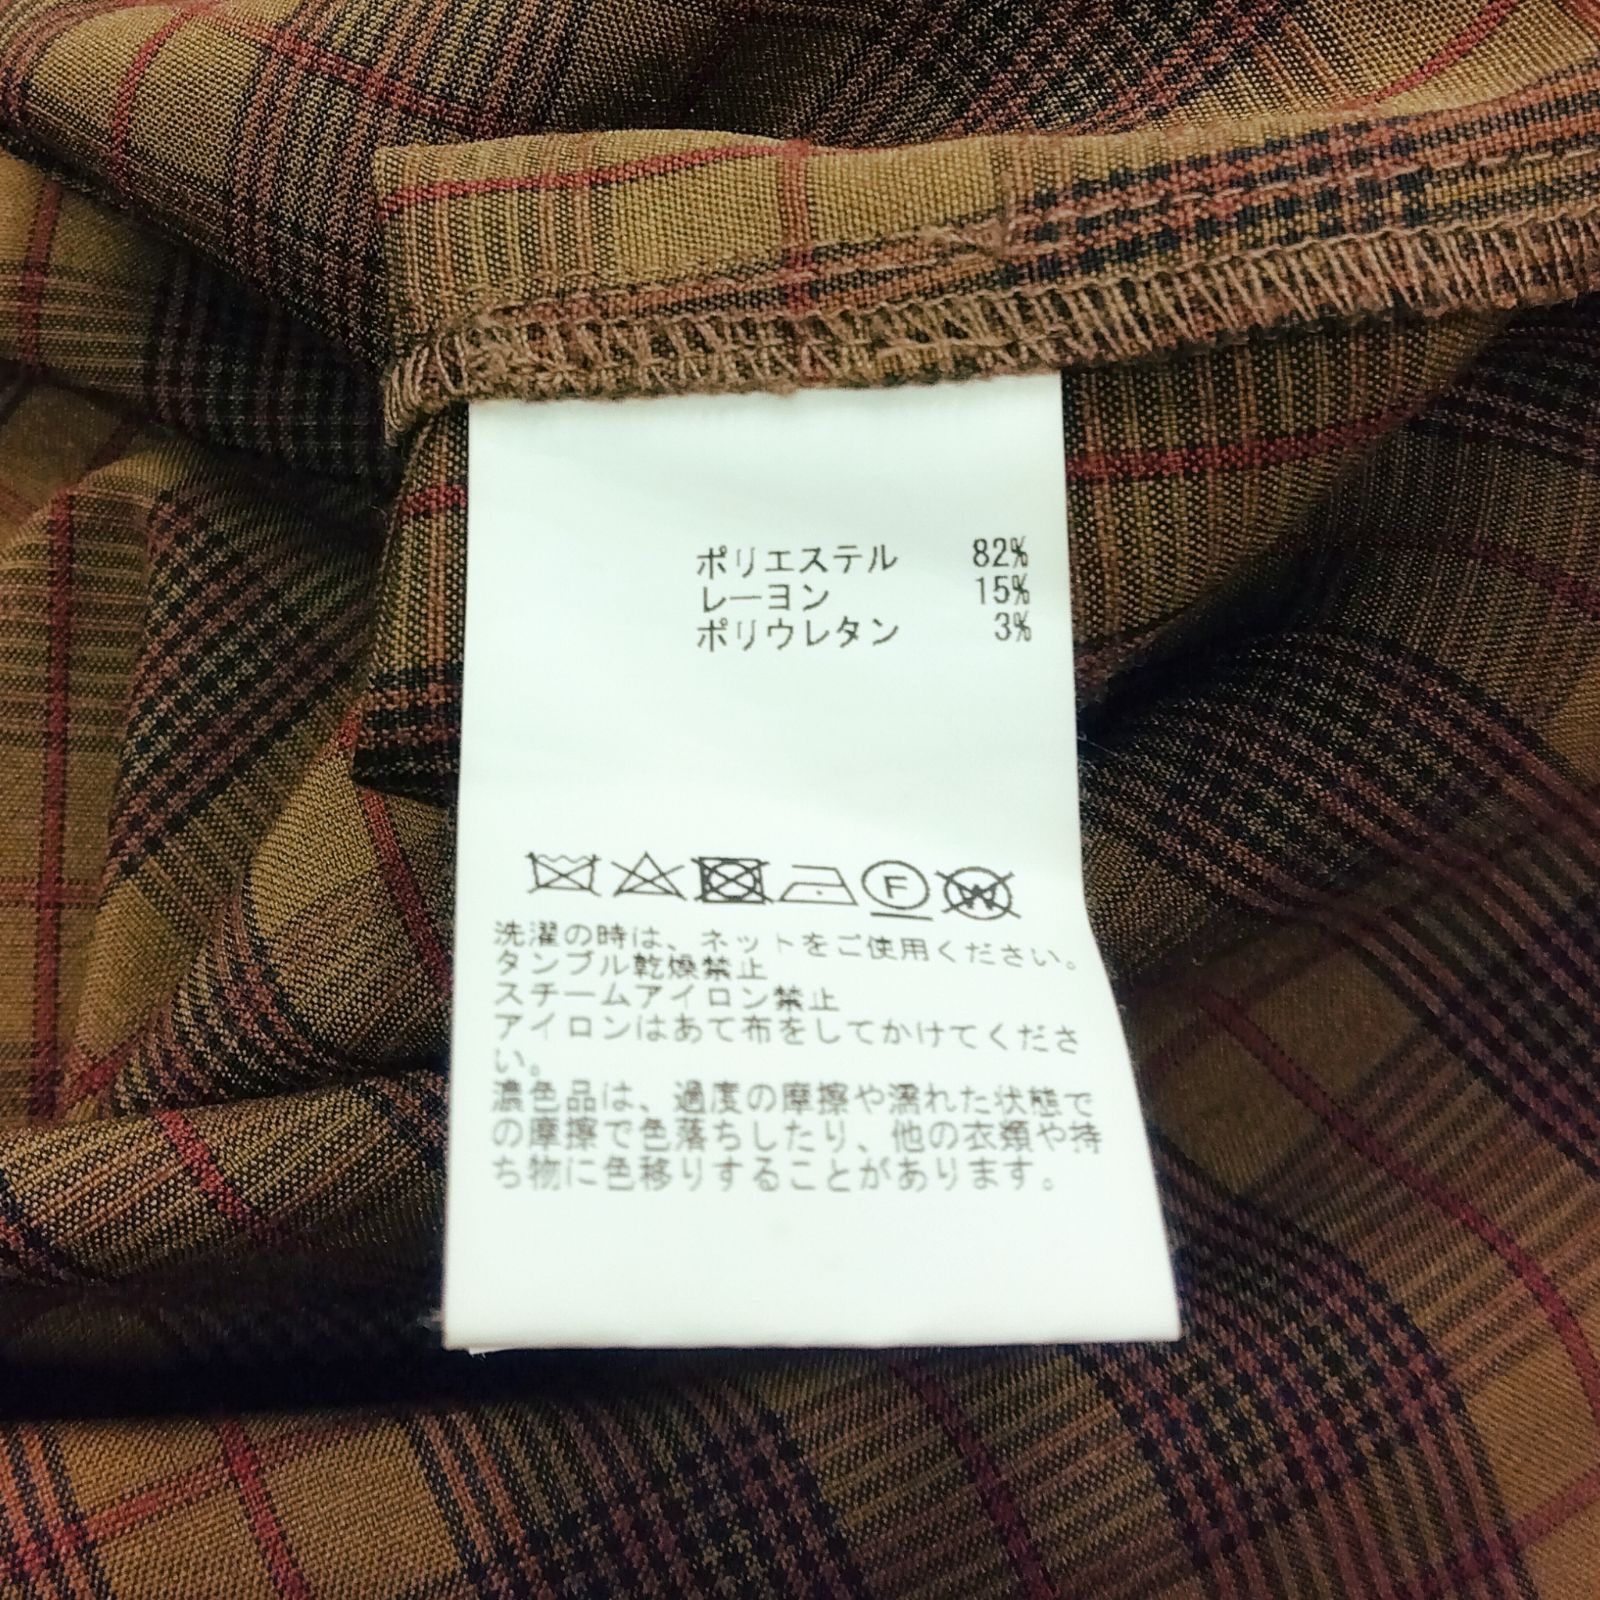 ポリエステル 82%
レーヨン 15%
ポリウレタン 3%
F W
洗濯の時は、ネットをご使用ください。
タンブル乾燥禁止
スチームアイロン禁止
アイロンはあて布をしてかけてくださ
い。
濃色品は、過度の摩擦や濡れた状態で
の摩擦で色落ちしたり、他の衣類や持
ち物に色移りすることがあります。